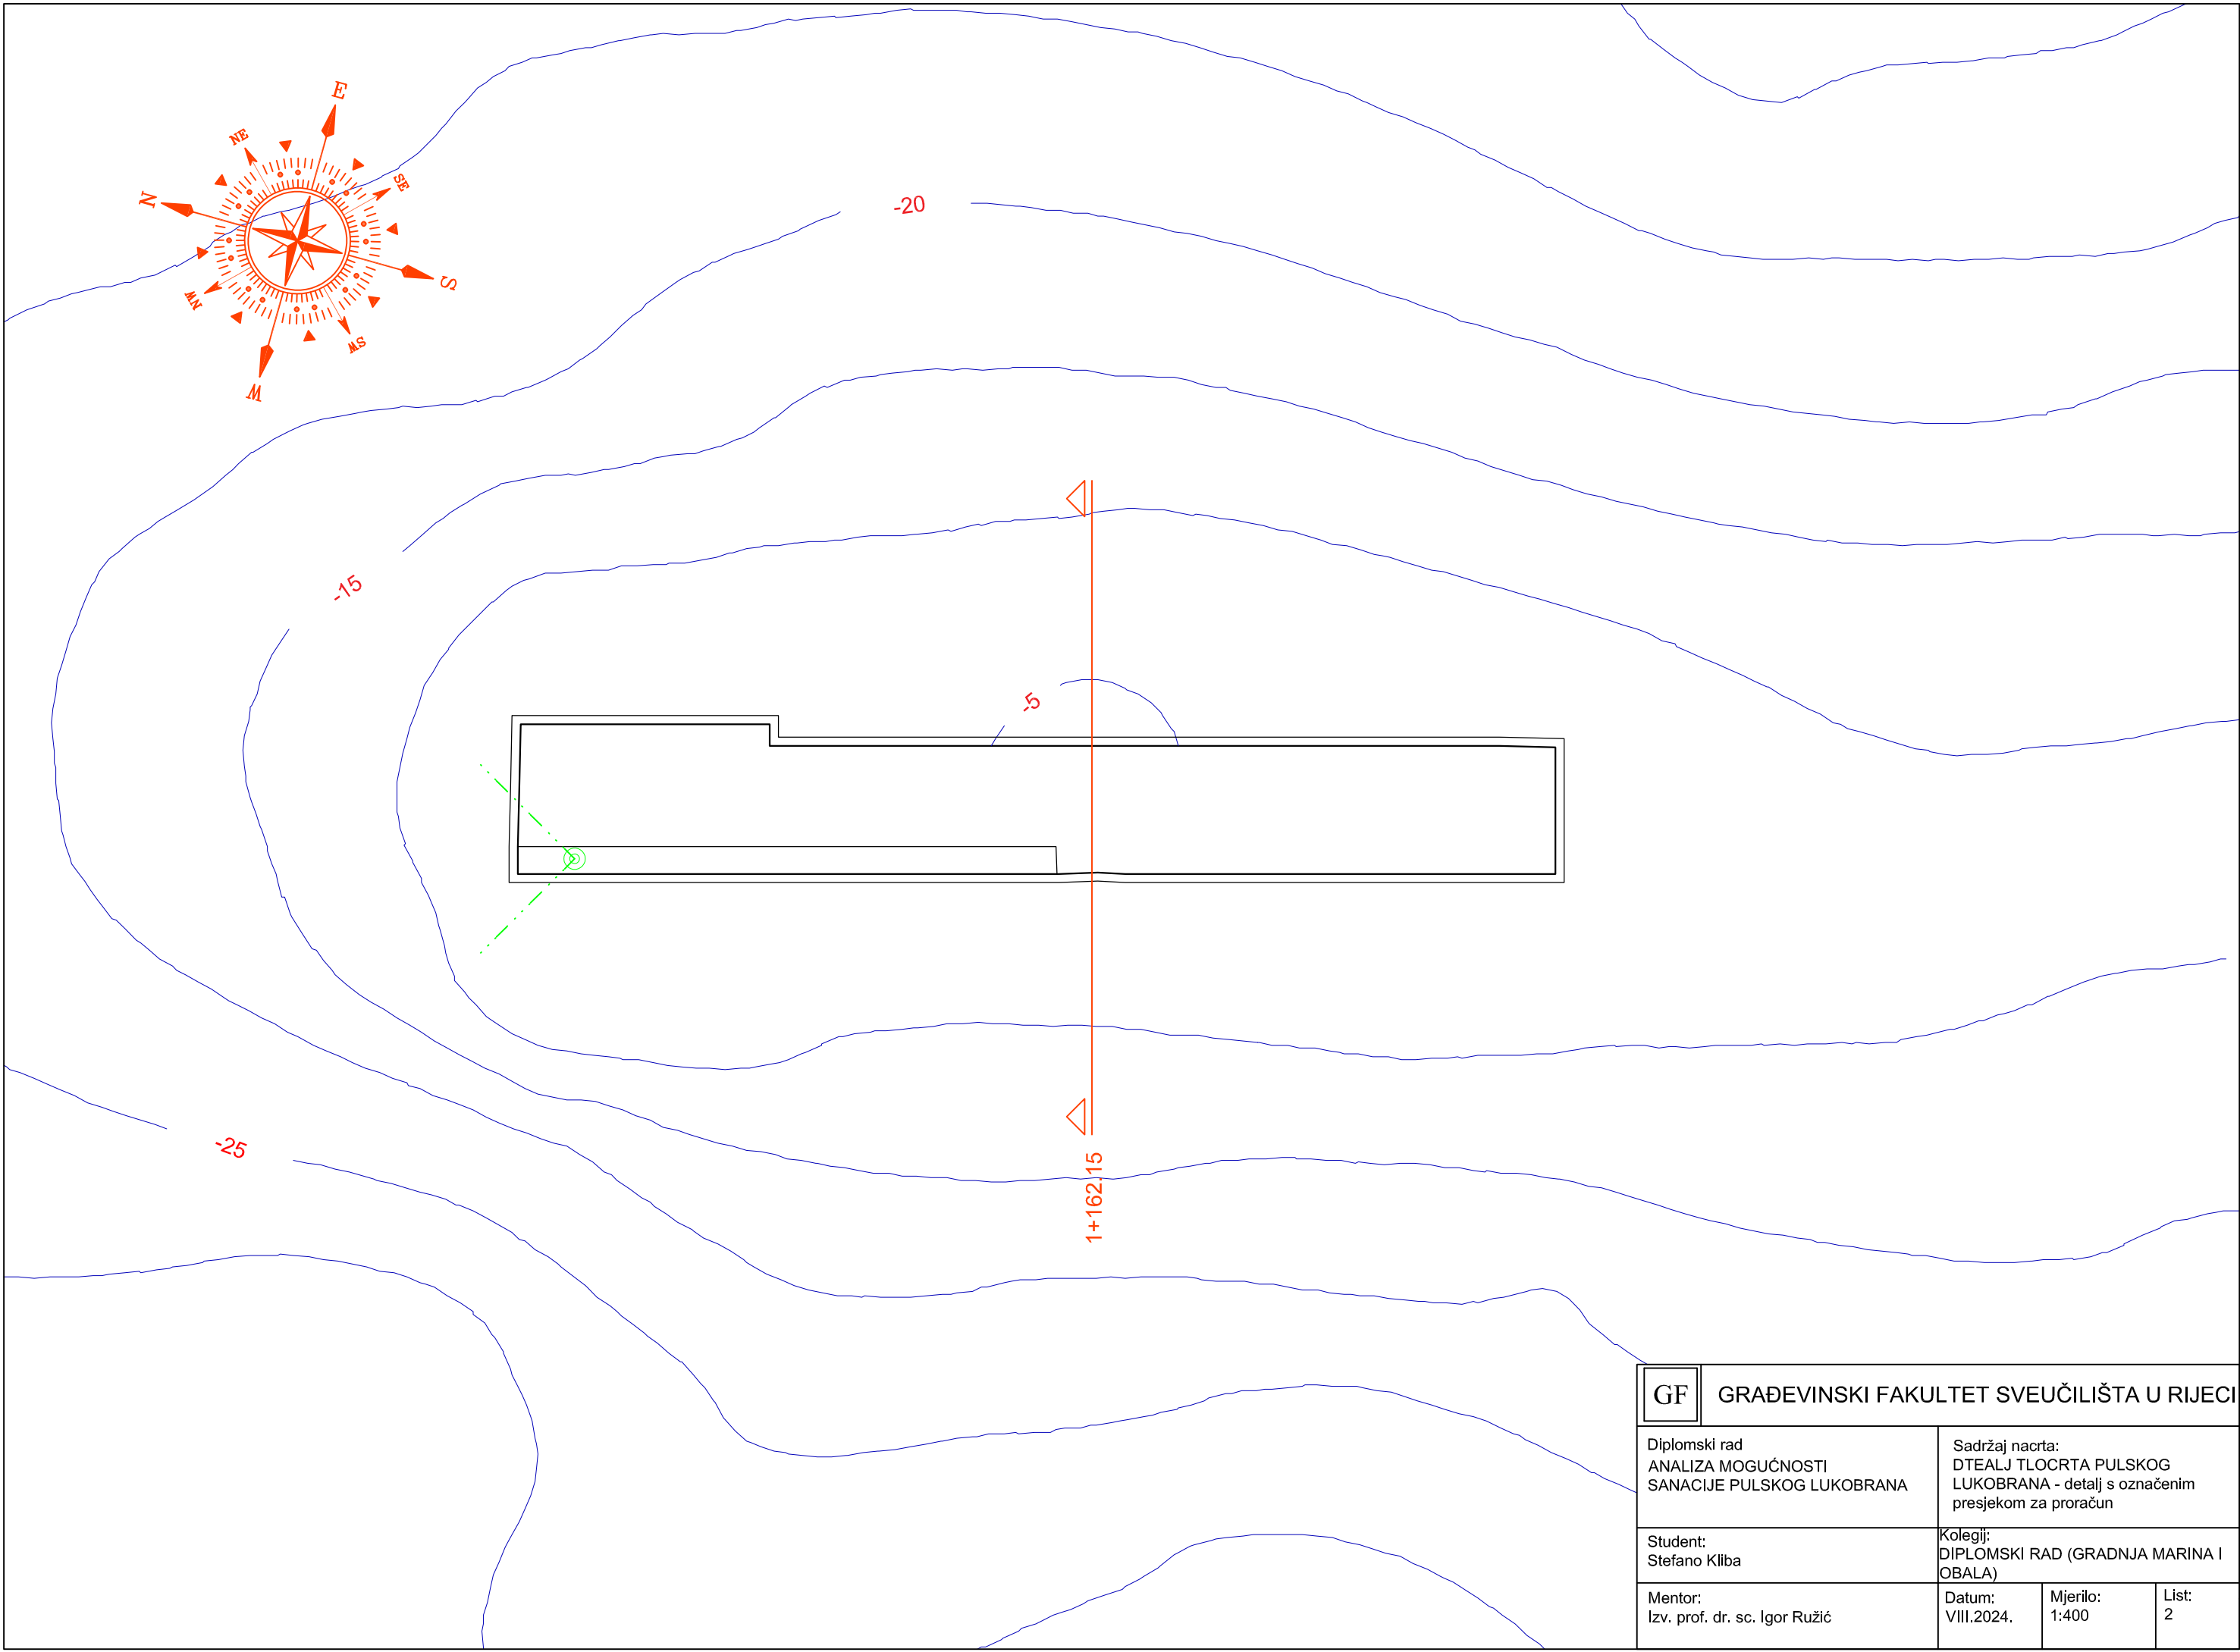 E
NE
SE
N
S
NW
SW
W
-20
-15
-5
-25
1+162.15
GF
GRAĐEVINSKI FAKULTET SVEUČILIŠTA U RIJECI
Diplomski rad
ANALIZA MOGUĆNOSTI
SANACIJE PULSKOG LUKOBRANA
Sadržaj nacrta:
DTEALJ TLOCRTA PULSKOG
LUKOBRANA - detalj s označenim
presjekom za proračun
Student:
Stefano Kliba
Kolegij:
DIPLOMSKI RAD (GRADNJA MARINA I
OBALA)
Mentor:
Izv. prof. dr. sc. Igor Ružić
Datum:
VIII.2024.
Mjerilo:
1:400
List:
2